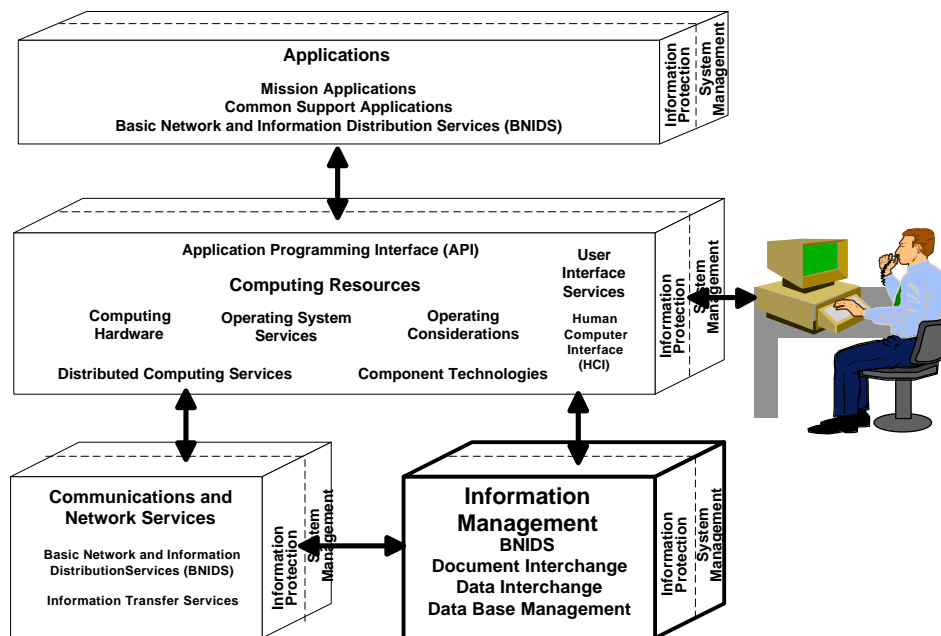 Applications
Mission Applications
Common Support Applications
Basic Network and Information Distribution Services (BNIDS)
Information
Protection
System
Management
Application Programming Interface (API)
Computing Resources
User
Interface
Services
Computing
Hardware
Operating System
Services
Operating
Considerations
Human
Computer
Interface
(HCI)
Distributed Computing Services
Component Technologies
Information
Protection
System
Management
Communications and
Network Services
Basic Network and Information
DistributionServices (BNIDS)
Information Transfer Services
Information
Protection
System
Management
Information
Management
BNIDS
Document Interchange
Data Interchange
Data Base Management
Information
Protection
System
Management